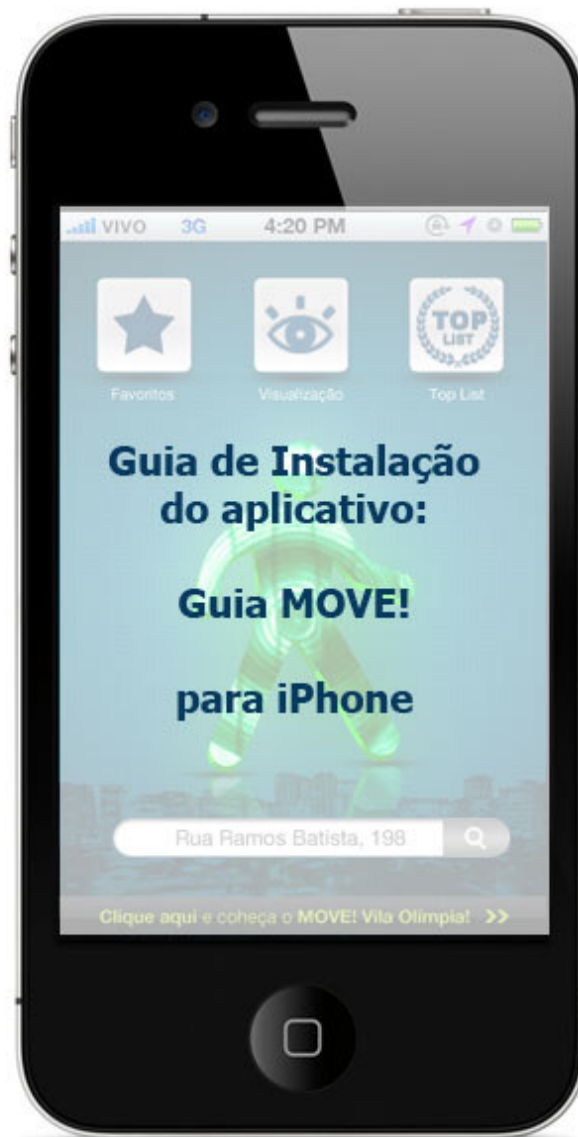 VIVO 3G 4:20 PM
TOP
LIST
Favoritos Visualização Top List
Guia de Instalação
do aplicativo:
Guia MOVE!
para iPhone
Rua Ramos Batista, 198
Clique aqui e coheça o MOVE! Vila Olímpia! >>